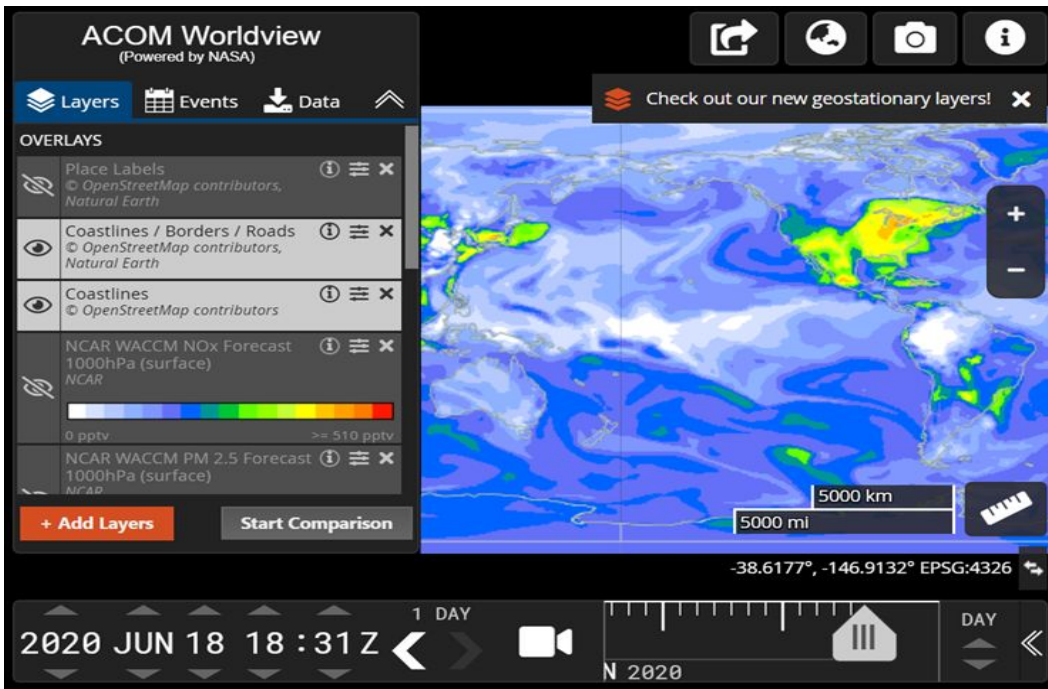 ACOM Worldview
(Powered by NASA)
Layers
Events
Data
Check out our new geostationary layers!
OVERLAYS
Place Labels
© OpenStreetMap contributors,
Natural Earth
Coastlines / Borders / Roads
© OpenStreetMap contributors,
Natural Earth
Coastlines
© OpenStreetMap contributors
NCAR WACCM NOx Forecast
1000hPa (surface)
NCAR
0 pptv
>= 510 pptv
NCAR WACCM PM 2.5 Forecast
1000hPa (surface)
NCAR
+ Add Layers
Start Comparison
5000 km
5000 mi
-38.6177°, -146.9132° EPSG:4326
2020 JUN 18 18:31Z
1 DAY
N 2020
DAY